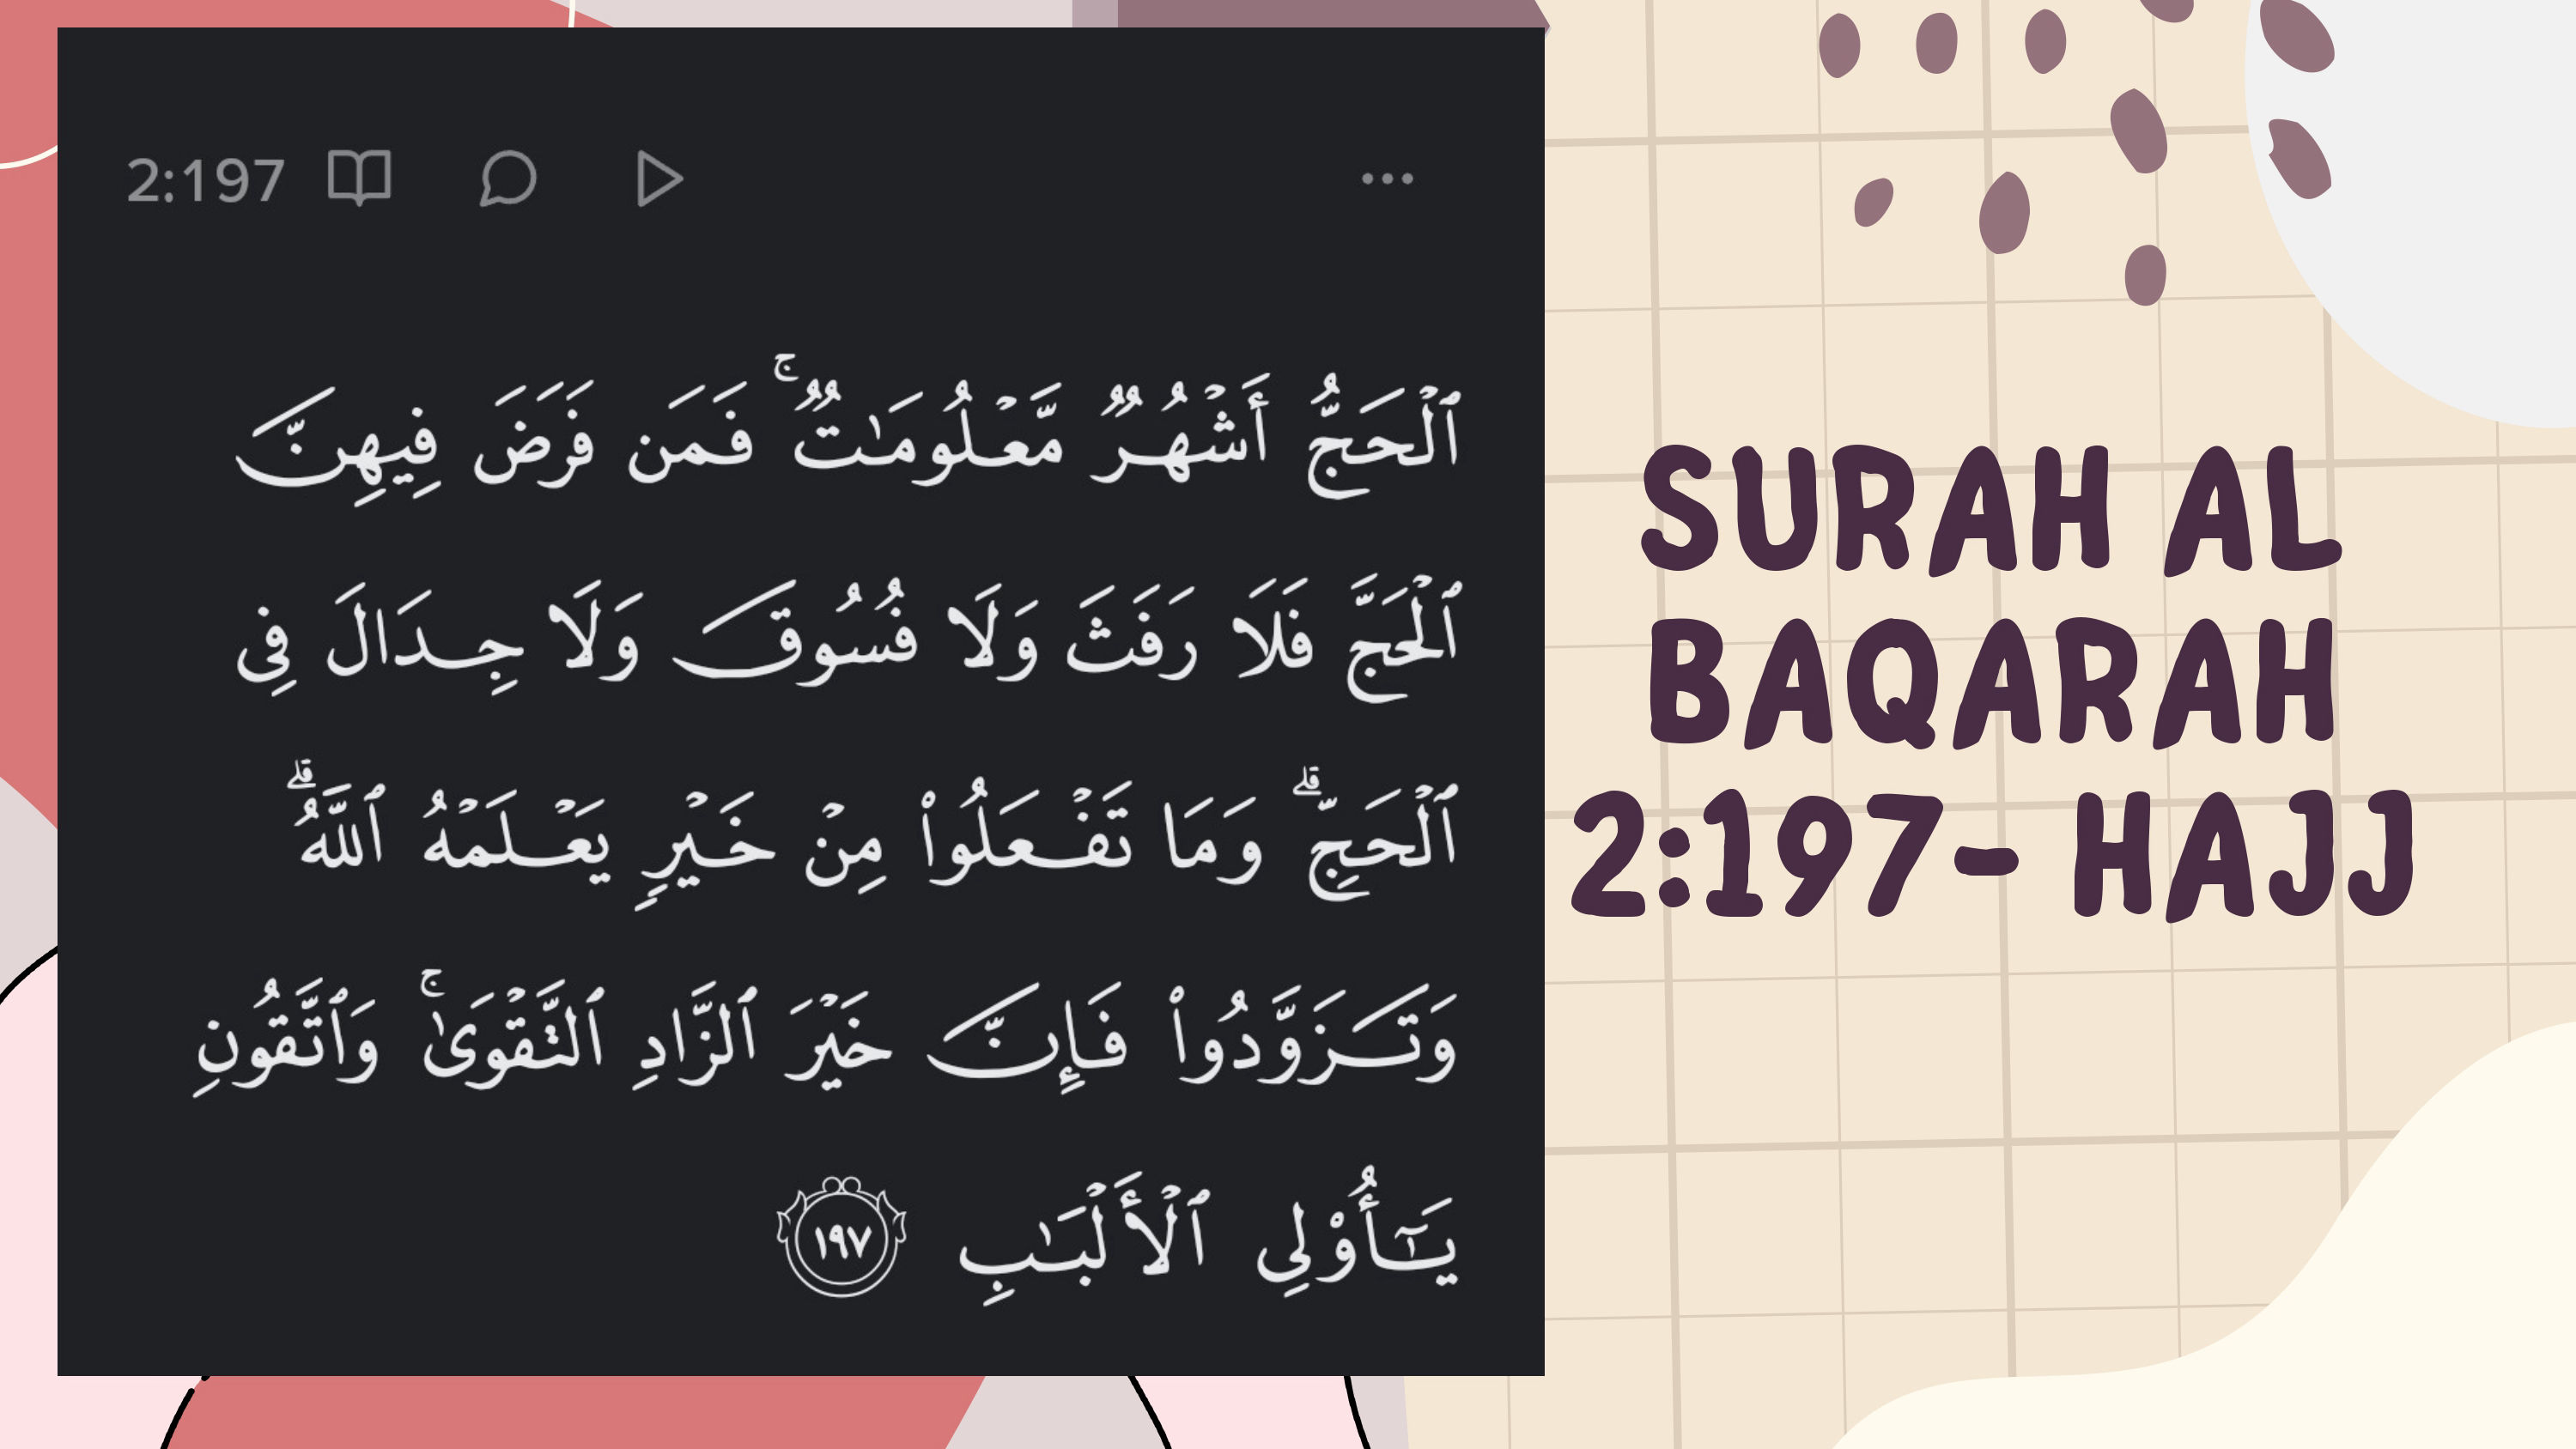 2:197
ٱلْحَجُّ أَشْهُرٌ مَّعْلُومَـٰتٌ ۚ فَمَن فَرَضَ فِيهِنَّ
ٱلْحَجَّ فَلَا رَفَثَ وَلَا فُسُوقَ وَلَا جِدَالَ فِى
ٱلْحَجِّ ۗ وَمَا تَفْعَلُوا۟ مِنْ خَيْرٍ يَعْلَمْهُ ٱللَّهُ ۗ
وَتَزَوَّدُوا۟ فَإِنَّ خَيْرَ ٱلزَّادِ ٱلتَّقْوَىٰ ۚ وَٱتَّقُونِ
يَـٰٓأُو۟لِى ٱلْأَلْبَـٰبِ ١٩٧
SURAH AL
BAQARAH
2:197- HAJJ